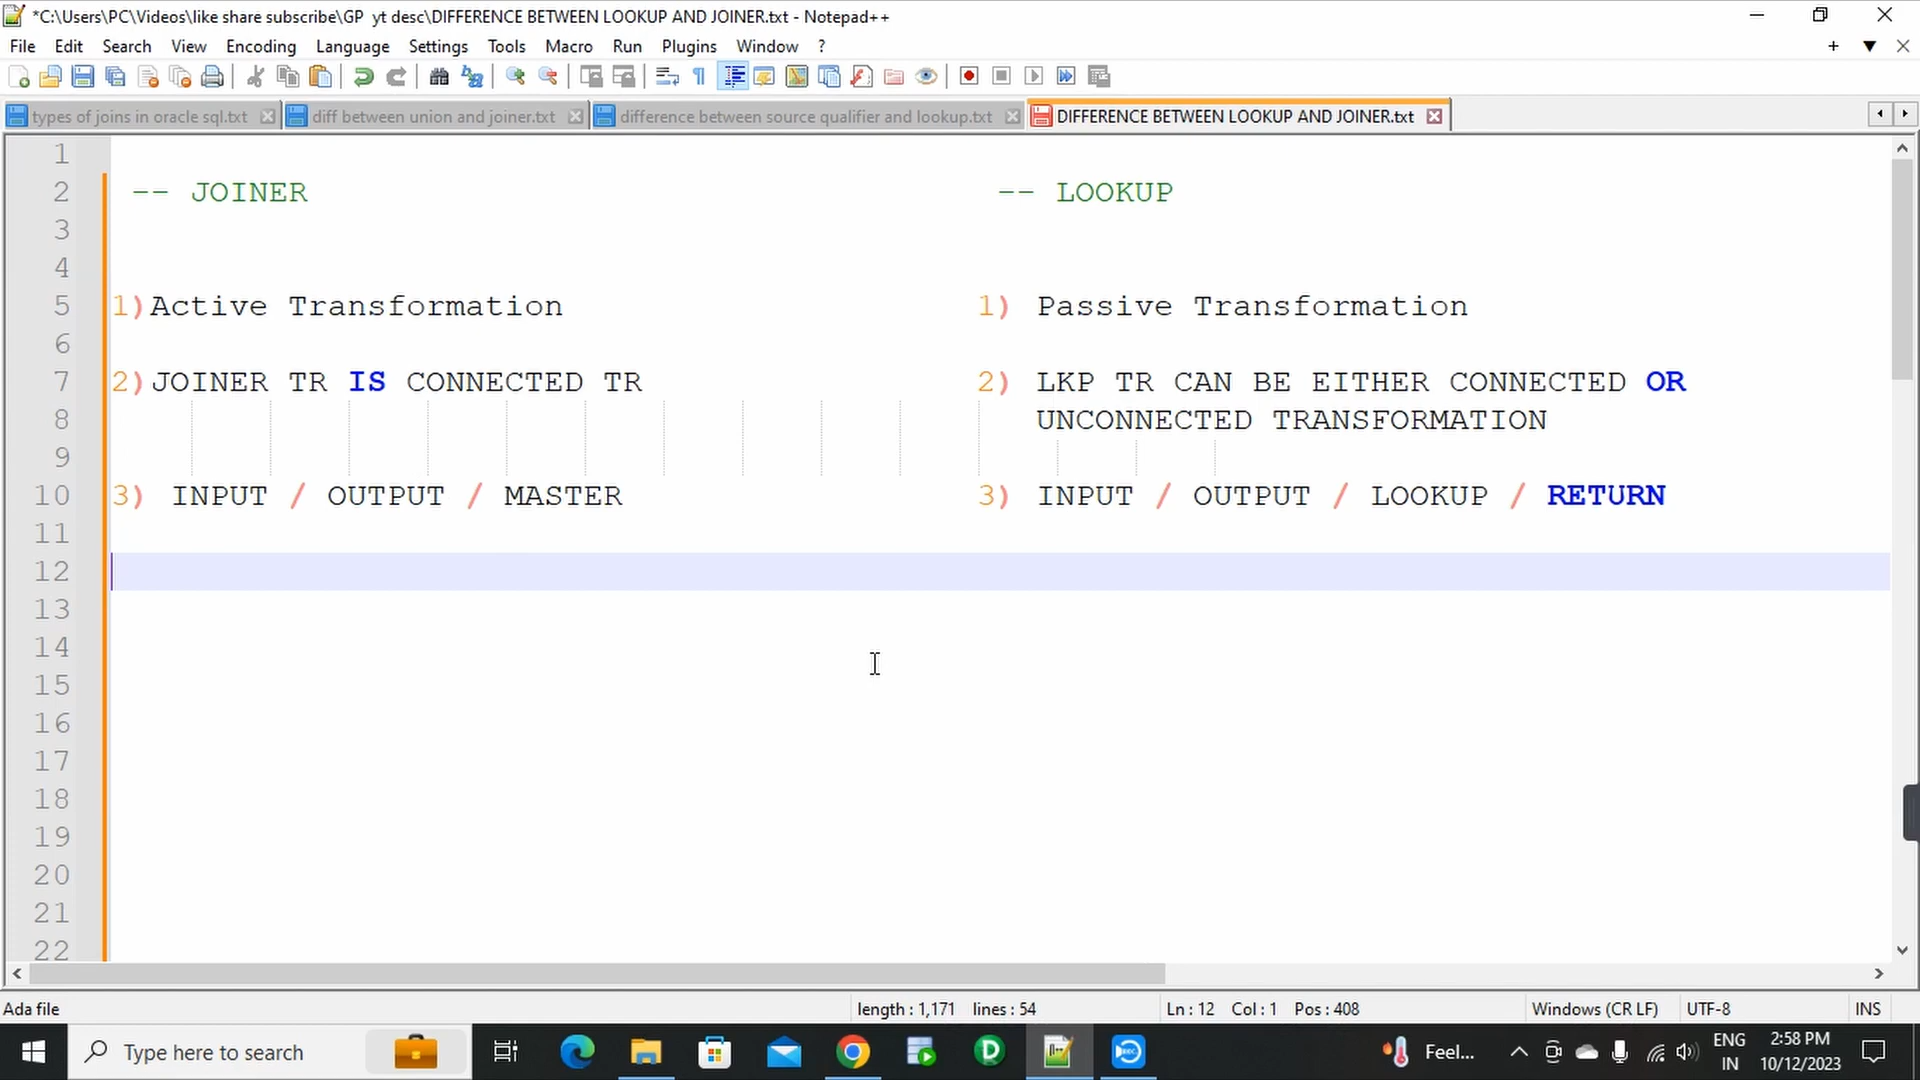 *C:\Users\PC\Videos\like share subscribe\GP  yt desc\DIFFERENCE BETWEEN LOOKUP AND JOINER.txt - Notepad++
File Edit Search View Encoding Language Settings Tools Macro Run Plugins Window ?
types of joins in oracle sql.txt diff between union and joiner.txt difference between source qualifier and lookup.txt DIFFERENCE BETWEEN LOOKUP AND JOINER.txt
1
2 -- JOINER -- LOOKUP
3
4
5 1)Active Transformation 1) Passive Transformation
6
7 2)JOINER TR IS CONNECTED TR 2) LKP TR CAN BE EITHER CONNECTED OR
8 UNCONNECTED TRANSFORMATION
9
10 3) INPUT / OUTPUT / MASTER 3) INPUT / OUTPUT / LOOKUP / RETURN
11
12
13
14
15
16
17
18
19
20
21
22
Ada file length : 1,171 lines : 54 Ln : 12 Col : 1 Pos : 408 Windows (CR LF) UTF-8 INS
Type here to search Feel... ENG 2:58 PM
IN 10/12/2023